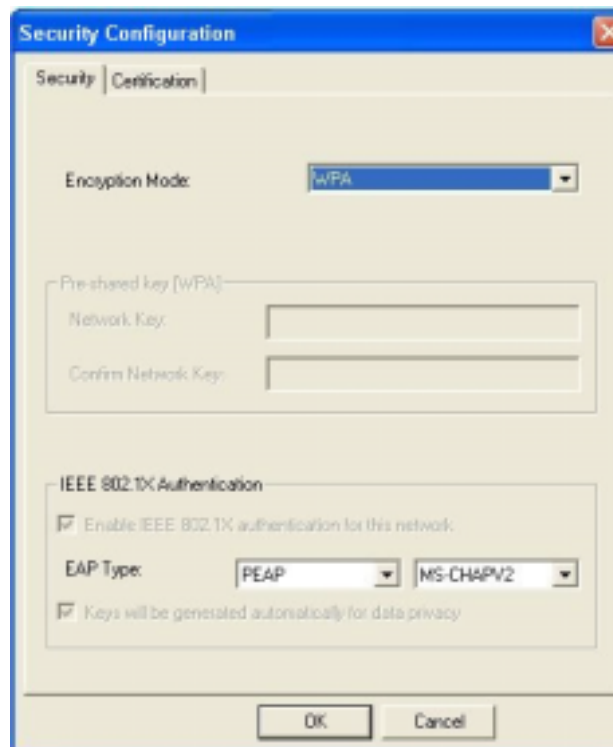 Security Configuration
Security
Certification
Encryption Mode:
WPA
Pre-shared key [WPA]
Network Key:
Confirm Network Key:
IEEE 802.1X Authentication
Enable IEEE 802.1X authentication for this network
EAP Type:
PEAP
MS-CHAPV2
Keys will be generated automatically for data privacy
OK
Cancel